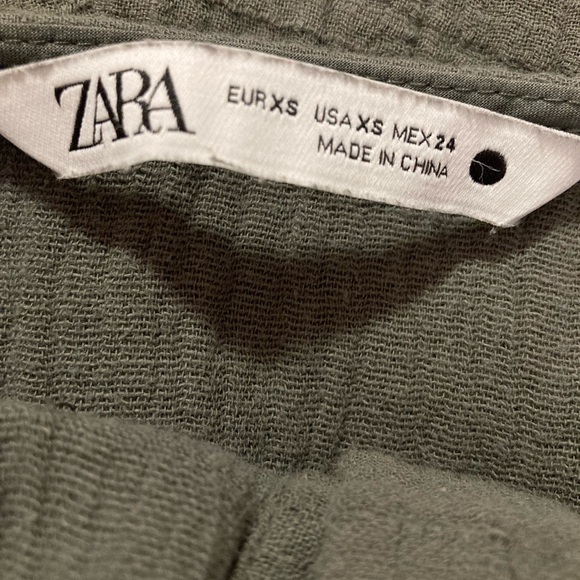 ZARA
EUR XS USA XS MEX 24
MADE IN CHINA